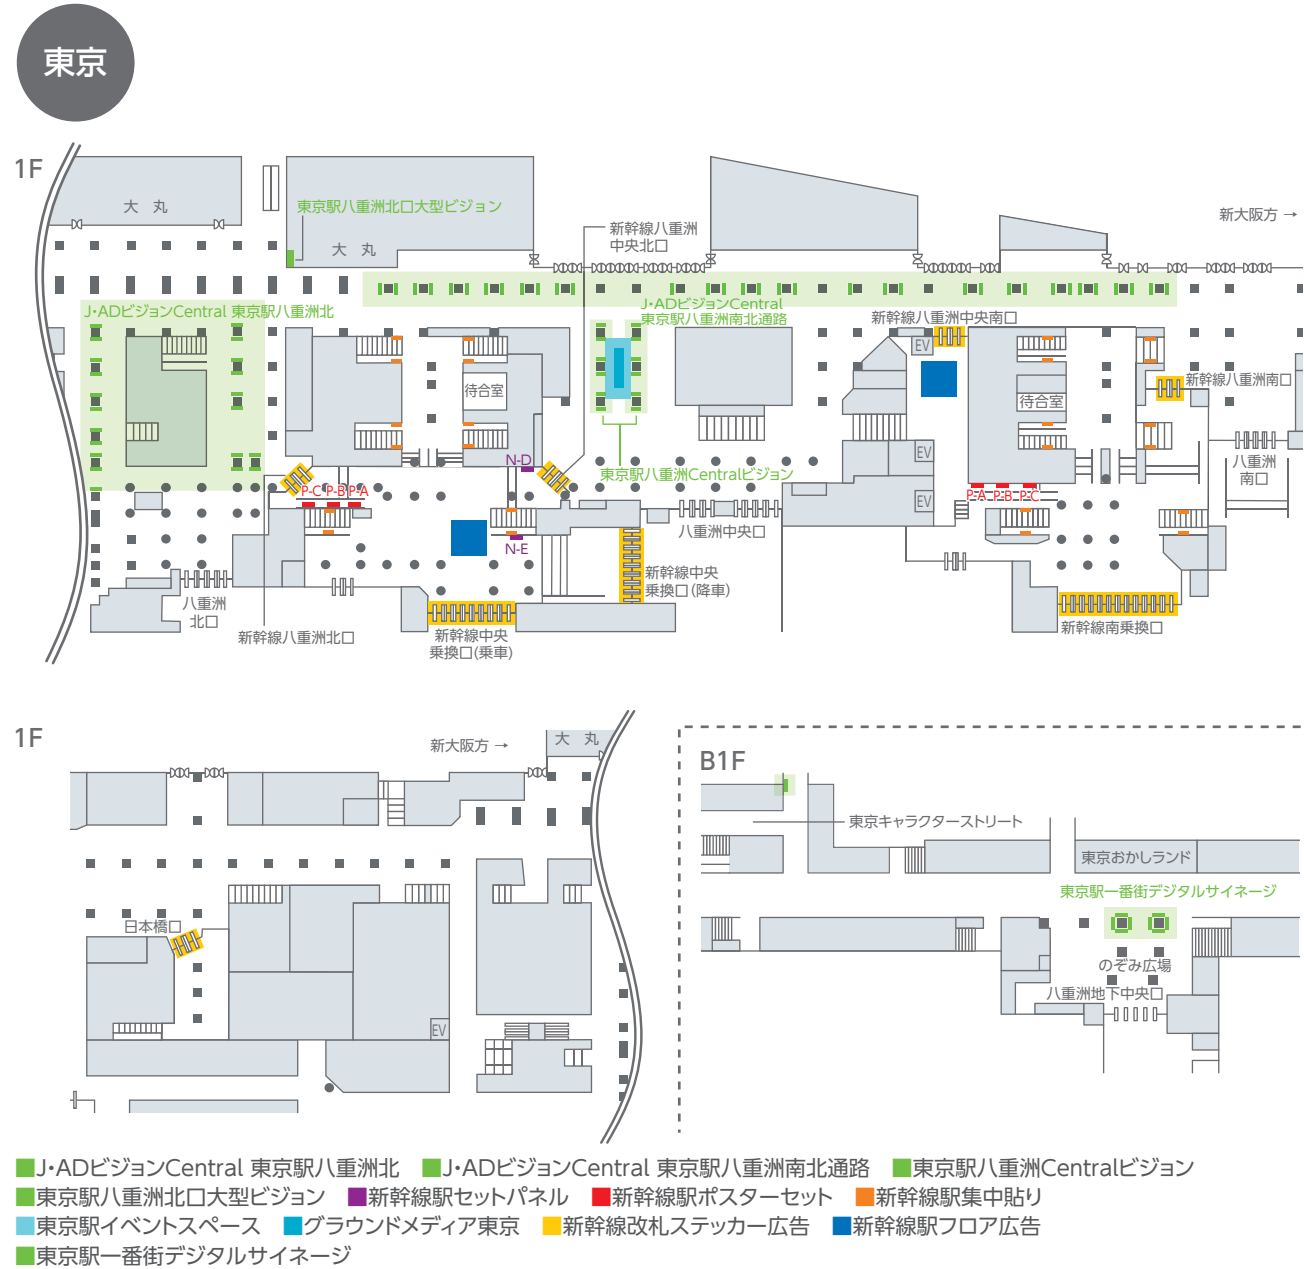 東京
1F
大 丸
東京駅八重洲北口大型ビジョン
大 丸
新幹線八重洲
中央北口
新大阪方 →
J・ADビジョンCentral 東京駅八重洲北
J・ADビジョンCentral
東京駅八重洲南北通路
新幹線八重洲中央南口
EV
待合室
待合室
新幹線八重洲南口
N-D
東京駅八重洲Centralビジョン
EV
EV
八重洲
南口
P-C P-B P-A
P-A P-B P-C
N-E
八重洲中央口
新幹線中央
乗換口(降車)
八重洲
北口
新幹線八重洲北口
新幹線中央
乗換口(乗車)
新幹線南乗換口
1F
新大阪方 →
大 丸
日本橋口
EV
B1F
東京キャラクターストリート
東京おかしランド
東京駅一番街デジタルサイネージ
のぞみ広場
八重洲地下中央口
J・ADビジョンCentral 東京駅八重洲北 J・ADビジョンCentral 東京駅八重洲南北通路 東京駅八重洲Centralビジョン
東京駅八重洲北口大型ビジョン 新幹線駅セットパネル 新幹線駅ポスターセット 新幹線駅集中貼り
東京駅イベントスペース グラウンドメディア東京 新幹線改札ステッカー広告 新幹線駅フロア広告
東京駅一番街デジタルサイネージ